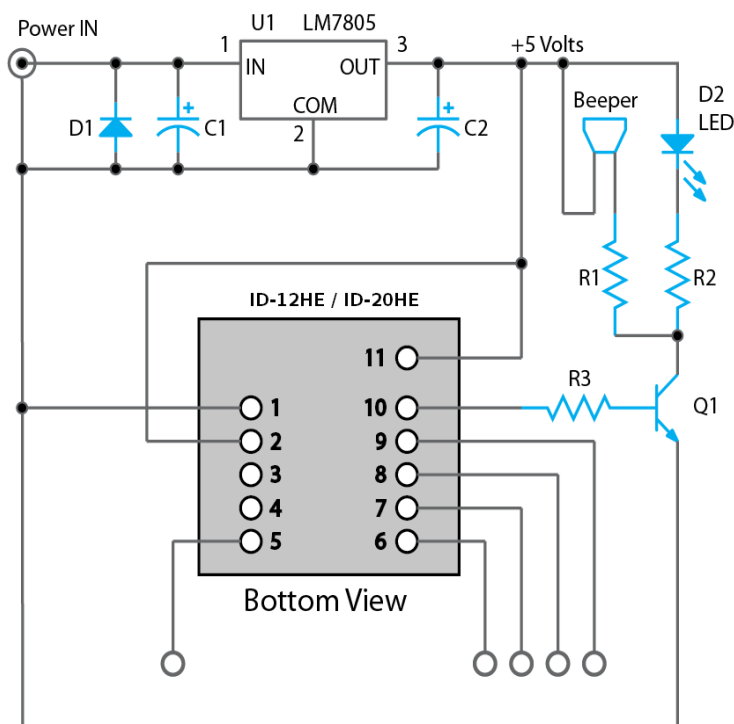 Power IN
U1 LM7805
1
3
IN
OUT
COM
2
+5 Volts
Beeper
D2
LED
D1
+
C1
+
C2
R1
R2
ID-12HE / ID-20HE
11
1
10
R3
Q1
2
9
3
8
4
7
5
6
Bottom View